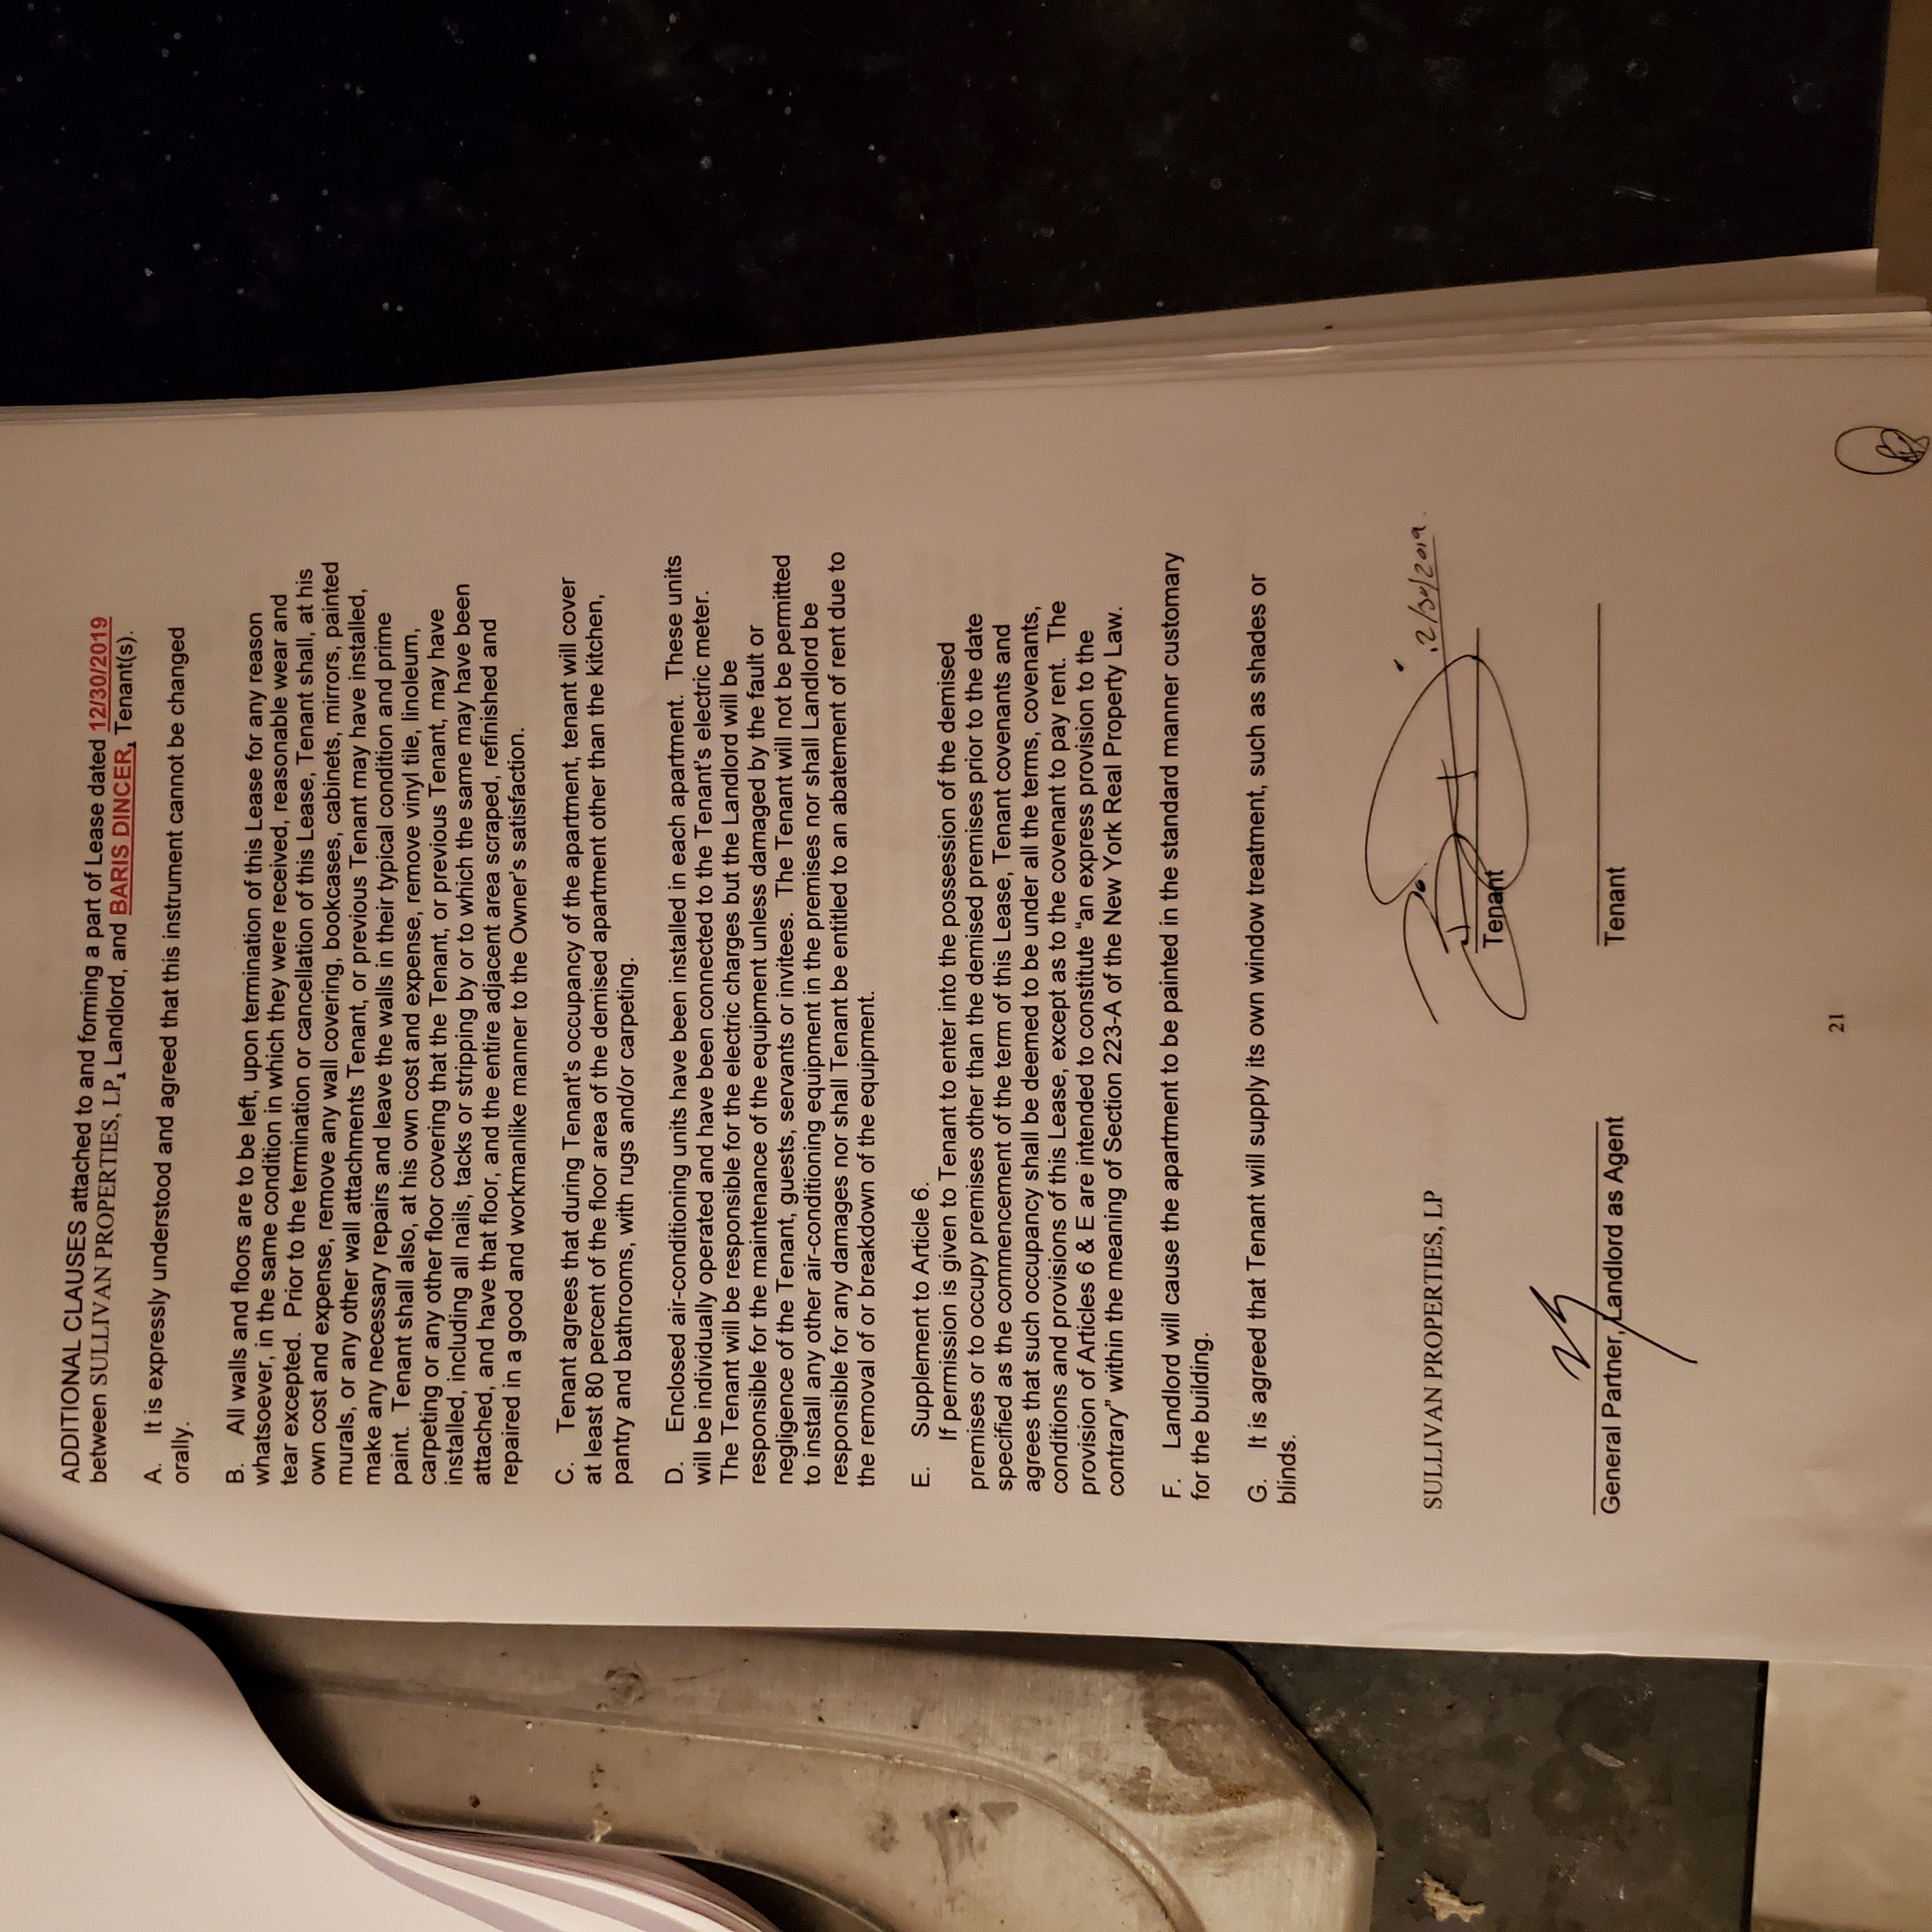 ADDITIONAL CLAUSES attached to and forming a part of Lease dated 12/30/2019
between SULLIVAN PROPERTIES, LP, Landlord, and BARIS DINCER, Tenant(s).
A. It is expressly understood and agreed that this instrument cannot be changed
orally.
B. All walls and floors are to be left, upon termination of this Lease for any reason
whatsoever, in the same condition in which they were received, reasonable wear and
tear excepted. Prior to the termination or cancellation of this Lease, Tenant shall, at his
own cost and expense, remove any wall covering, bookcases, cabinets, mirrors, painted
murals, or any other wall attachments Tenant, or previous Tenant may have installed,
make any necessary repairs and leave the walls in their typical condition and prime
paint. Tenant shall also, at his own cost and expense, remove vinyl tile, linoleum,
carpeting or any other floor covering that the Tenant, or previous Tenant, may have
installed, including all nails, tacks or stripping by or to which the same may have been
attached, and have that floor, and the entire adjacent area scraped, refinished and
repaired in a good and workmanlike manner to the Owner's satisfaction.
C. Tenant agrees that during Tenant's occupancy of the apartment, tenant will cover
at least 80 percent of the floor area of the demised apartment other than the kitchen,
pantry and bathrooms, with rugs and/or carpeting.
D. Enclosed air-conditioning units have been installed in each apartment. These units
will be individually operated and have been connected to the Tenant's electric meter.
The Tenant will be responsible for the electric charges but the Landlord will be
responsible for the maintenance of the equipment unless damaged by the fault or
negligence of the Tenant, guests, servants or invitees. The Tenant will not be permitted
to install any other air-conditioning equipment in the premises nor shall Landlord be
responsible for any damages nor shall Tenant be entitled to an abatement of rent due to
the removal of or breakdown of the equipment.
E. Supplement to Article 6.
If permission is given to Tenant to enter into the possession of the demised
premises or to occupy premises other than the demised premises prior to the date
specified as the commencement of the term of this Lease, Tenant covenants and
agrees that such occupancy shall be deemed to be under all the terms, covenants,
conditions and provisions of this Lease, except as to the covenant to pay rent. The
provision of Articles 6 & E are intended to constitute “an express provision to the
contrary” within the meaning of Section 223-A of the New York Real Property Law.
F. Landlord will cause the apartment to be painted in the standard manner customary
for the building.
G. It is agreed that Tenant will supply its own window treatment, such as shades or
blinds.
SULLIVAN PROPERTIES, LP
Tenant
General Partner, Landlord as Agent
Tenant
21